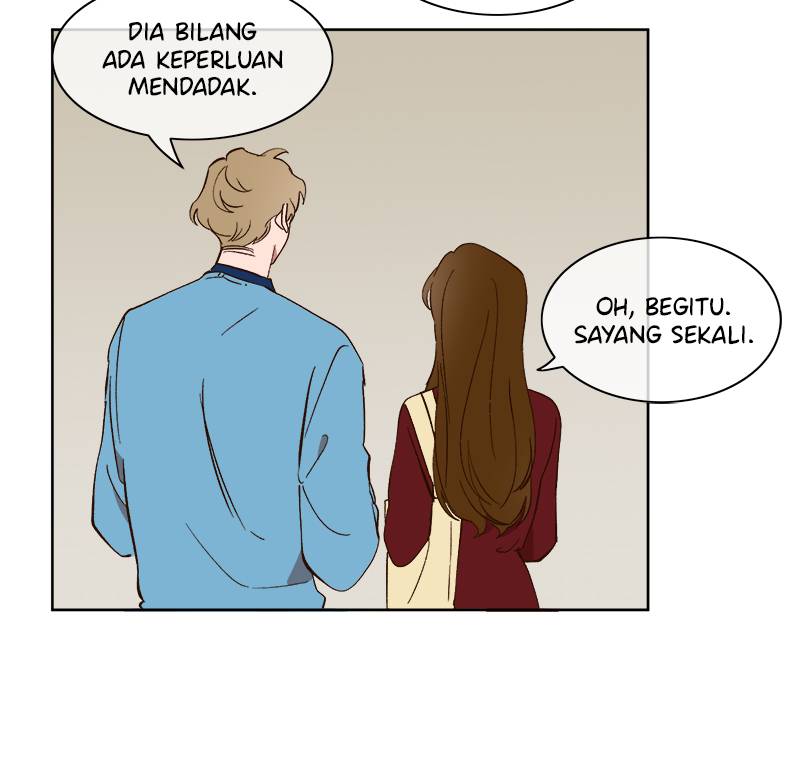 DIA BILANG
ADA KEPERLUAN
MENDADAK.
OH, BEGITU.
SAYANG SEKALI.